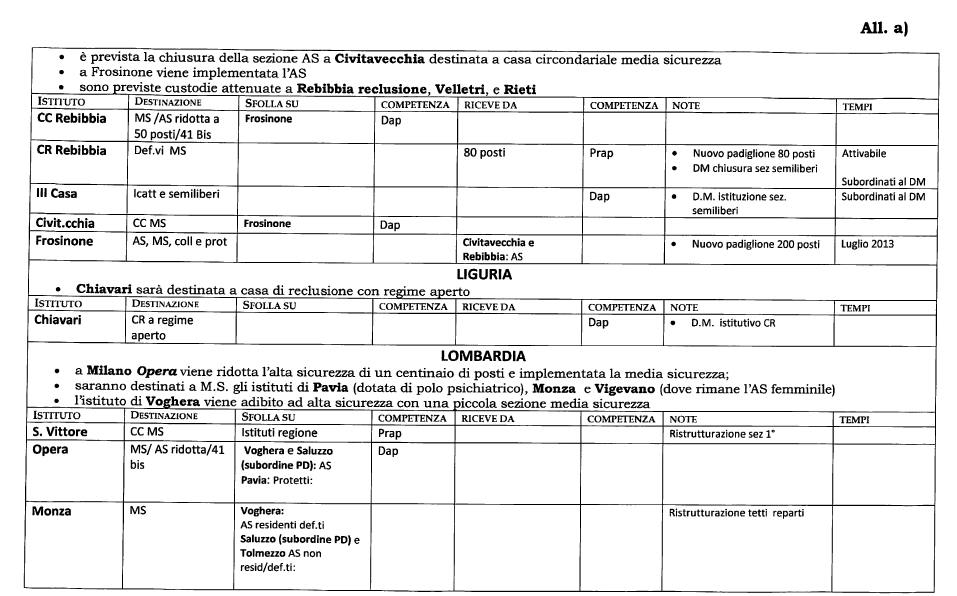 All. a)
• è prevista la chiusura della sezione AS a Civitavecchia destinata a casa circondariale media sicurezza
• a Frosinone viene implementata l'AS
• sono previste custodie attenuate a Rebibbia reclusione, Velletri, e Rieti
ISTITUTO DESTINAZIONE SFOLLA SU COMPETENZA RICEVE DA COMPETENZA NOTE TEMPI
CC Rebibbia MS /AS ridotta a Frosinone Dap
50 posti/41 Bis
CR Rebibbia Def.vi MS 80 posti Prap • Nuovo padiglione 80 posti Attivabile
• DM chiusura sez semiliberi
Subordinati al DM
III Casa Icatt e semiliberi Dap • D.M. istituzione sez. Subordinati al DM
semiliberi
Civit.cchia CC MS Frosinone Dap
Frosinone AS, MS, coll e prot Civitavecchia e • Nuovo padiglione 200 posti Luglio 2013
Rebibbia: AS
LIGURIA
• Chiavari sarà destinata a casa di reclusione con regime aperto
ISTITUTO DESTINAZIONE SFOLLA SU COMPETENZA RICEVE DA COMPETENZA NOTE TEMPI
Chiavari CR a regime Dap • D.M. istitutivo CR
aperto
LOMBARDIA
• a Milano Opera viene ridotta l'alta sicurezza di un centinaio di posti e implementata la media sicurezza;
• saranno destinati a M.S. gli istituti di Pavia (dotata di polo psichiatrico), Monza e Vigevano (dove rimane l'AS femminile)
• l'istituto di Voghera viene adibito ad alta sicurezza con una piccola sezione media sicurezza
ISTITUTO DESTINAZIONE SFOLLA SU COMPETENZA RICEVE DA COMPETENZA NOTE TEMPI
S. Vittore CC MS Istituti regione Prap Ristrutturazione sez 1°
Opera MS/ AS ridotta/41 Voghera e Saluzzo Dap
bis (subordine PD): AS
Pavia: Protetti:
Monza MS Voghera: Ristrutturazione tetti reparti
AS residenti def.ti
Saluzzo (subordine PD) e
Tolmezzo AS non
resid/def.ti: